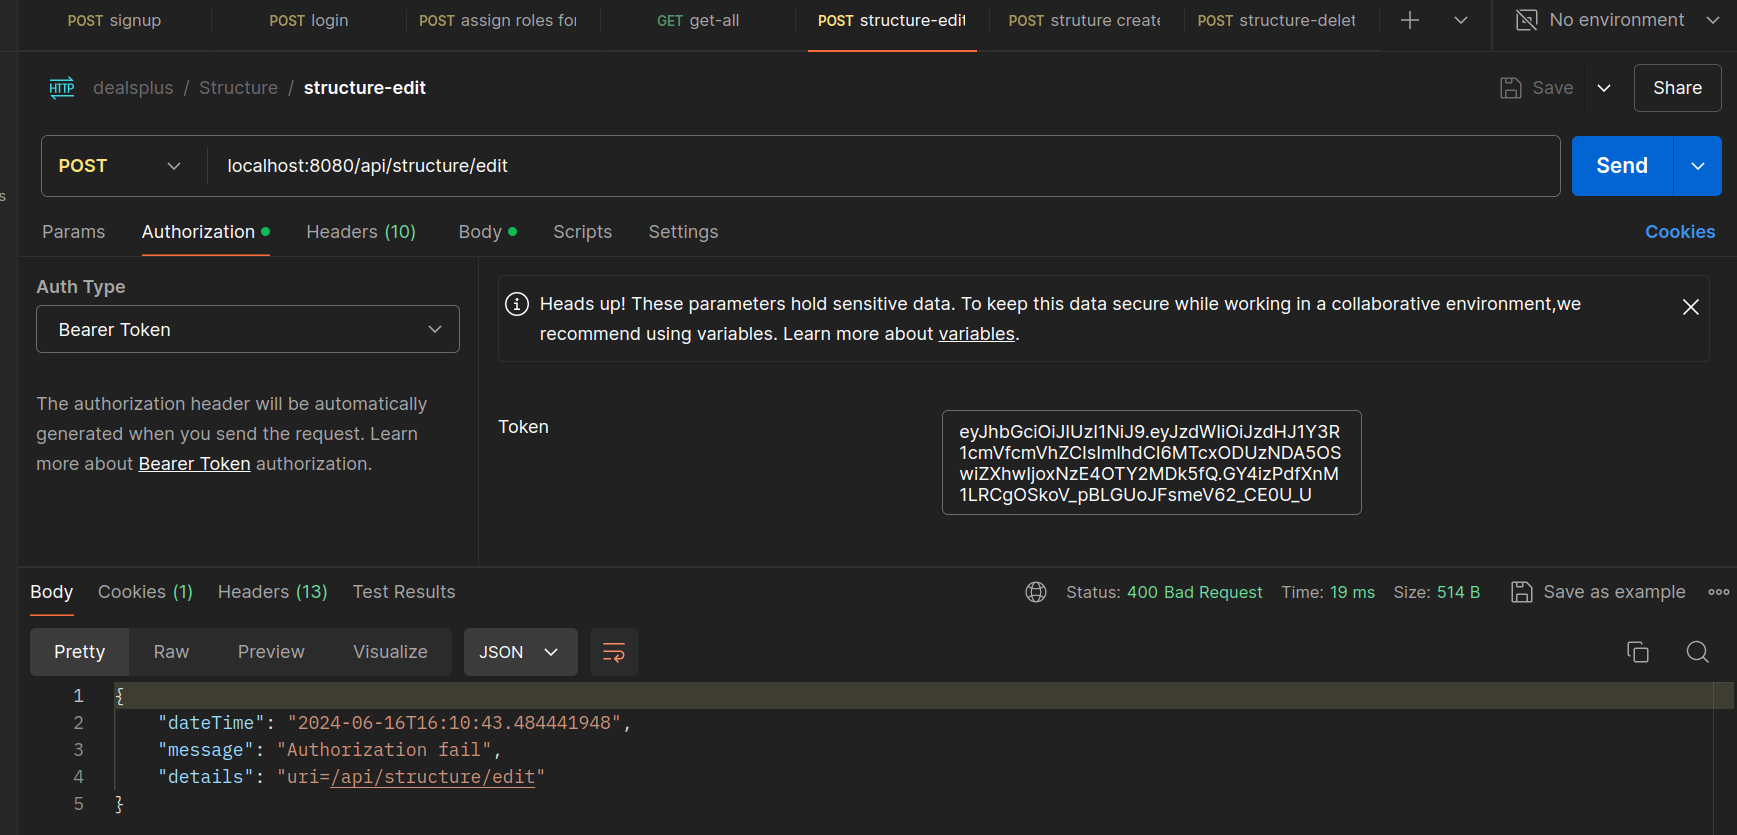 POST signup
POST login
POST assign roles for
GET get-all
POST structure-edit
POST struture create
POST structure-delet
No environment
HTTP dealsplus / Structure / structure-edit
Save
Share
POST
localhost:8080/api/structure/edit
Send
s
Params
Authorization
Headers (10)
Body
Scripts
Settings
Cookies
Auth Type
Bearer Token
The authorization header will be automatically
generated when you send the request. Learn
more about Bearer Token authorization.
Heads up! These parameters hold sensitive data. To keep this data secure while working in a collaborative environment,we
recommend using variables. Learn more about variables.
Token
eyJhbGciOiJIUzI1NiJ9.eyJzdWIiOiJzdHJ1Y3R
1cmVfcmVhZCIsImlhdCI6MTcxODUzNDA5OS
wiZXhwIjoxNzE4OTY2MDk5fQ.GY4izPdfXnM
1LRCgOSkoV_pBLGUoJFsmeV62_CE0U_U
Body
Cookies (1)
Headers (13)
Test Results
Status: 400 Bad Request
Time: 19 ms
Size: 514 B
Save as example
Pretty
Raw
Preview
Visualize
JSON
1 {
2 "dateTime": "2024-06-16T16:10:43.484441948",
3 "message": "Authorization fail",
4 "details": "uri=/api/structure/edit"
5 }